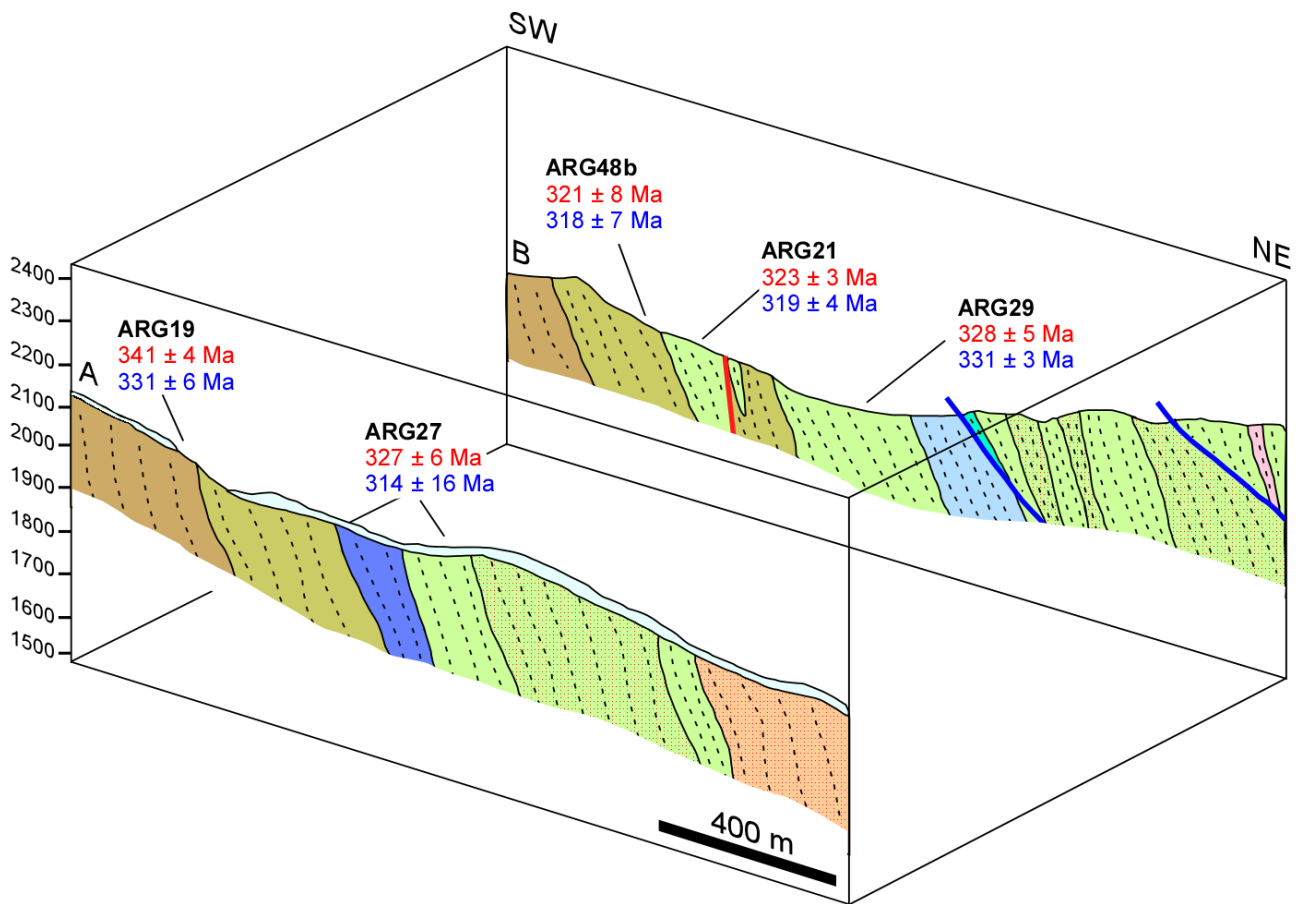 SW
ARG48b
321 ± 8 Ma
318 ± 7 Ma
B
ARG21
323 ± 3 Ma
319 ± 4 Ma
NE
ARG29
328 ± 5 Ma
331 ± 3 Ma
2400
2300
2200
2100
2000
1900
1800
1700
1600
1500
ARG19
341 ± 4 Ma
331 ± 6 Ma
A
ARG27
327 ± 6 Ma
314 ± 16 Ma
400 m